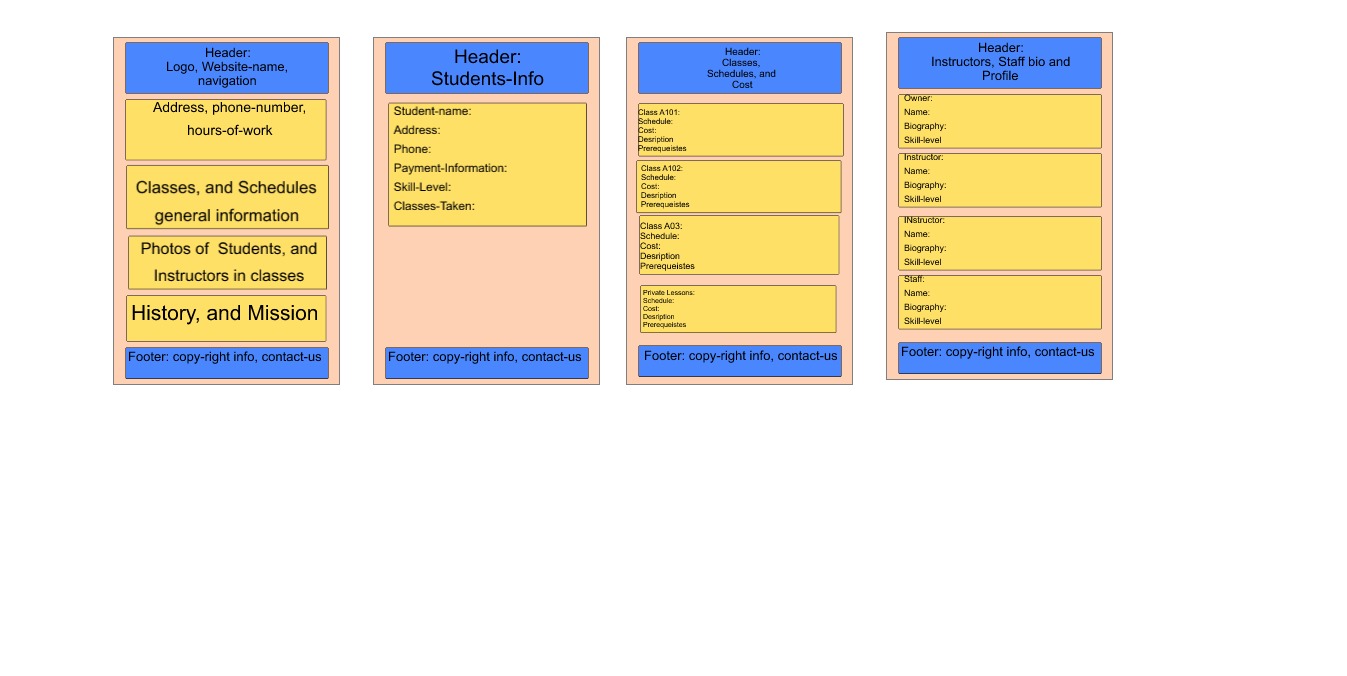 Header:
Logo, Website-name,
navigation
Address, phone-number,
hours-of-work
Classes, and Schedules
general information
Photos of Students, and
Instructors in classes
History, and Mission
Footer: copy-right info, contact-us
Header:
Students-Info
Student-name:
Address:
Phone:
Payment-Information:
Skill-Level:
Classes-Taken:
Footer: copy-right info, contact-us
Header:
Classes,
Schedules, and
Cost
Class A101:
Schedule:
Cost:
Desription
Prerequeistes
Class A102:
Schedule:
Cost:
Desription
Prerequeistes
Class A03:
Schedule:
Cost:
Desription
Prerequeistes
Private Lessons:
Schedule:
Cost:
Desription
Prerequeistes
Footer: copy-right info, contact-us
Header:
Instructors, Staff bio and
Profile
Owner:
Name:
Biography:
Skill-level
Instructor:
Name:
Biography:
Skill-level
INstructor:
Name:
Biography:
Skill-level
Staff:
Name:
Biography:
Skill-level
Footer: copy-right info, contact-us